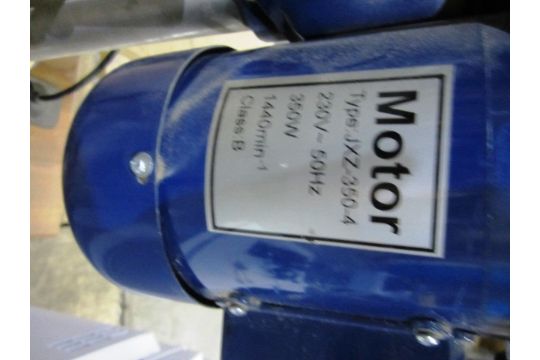 Motor
Type:JXZ-350-4
230V~ 50Hz
350W
1440min-1
Class B